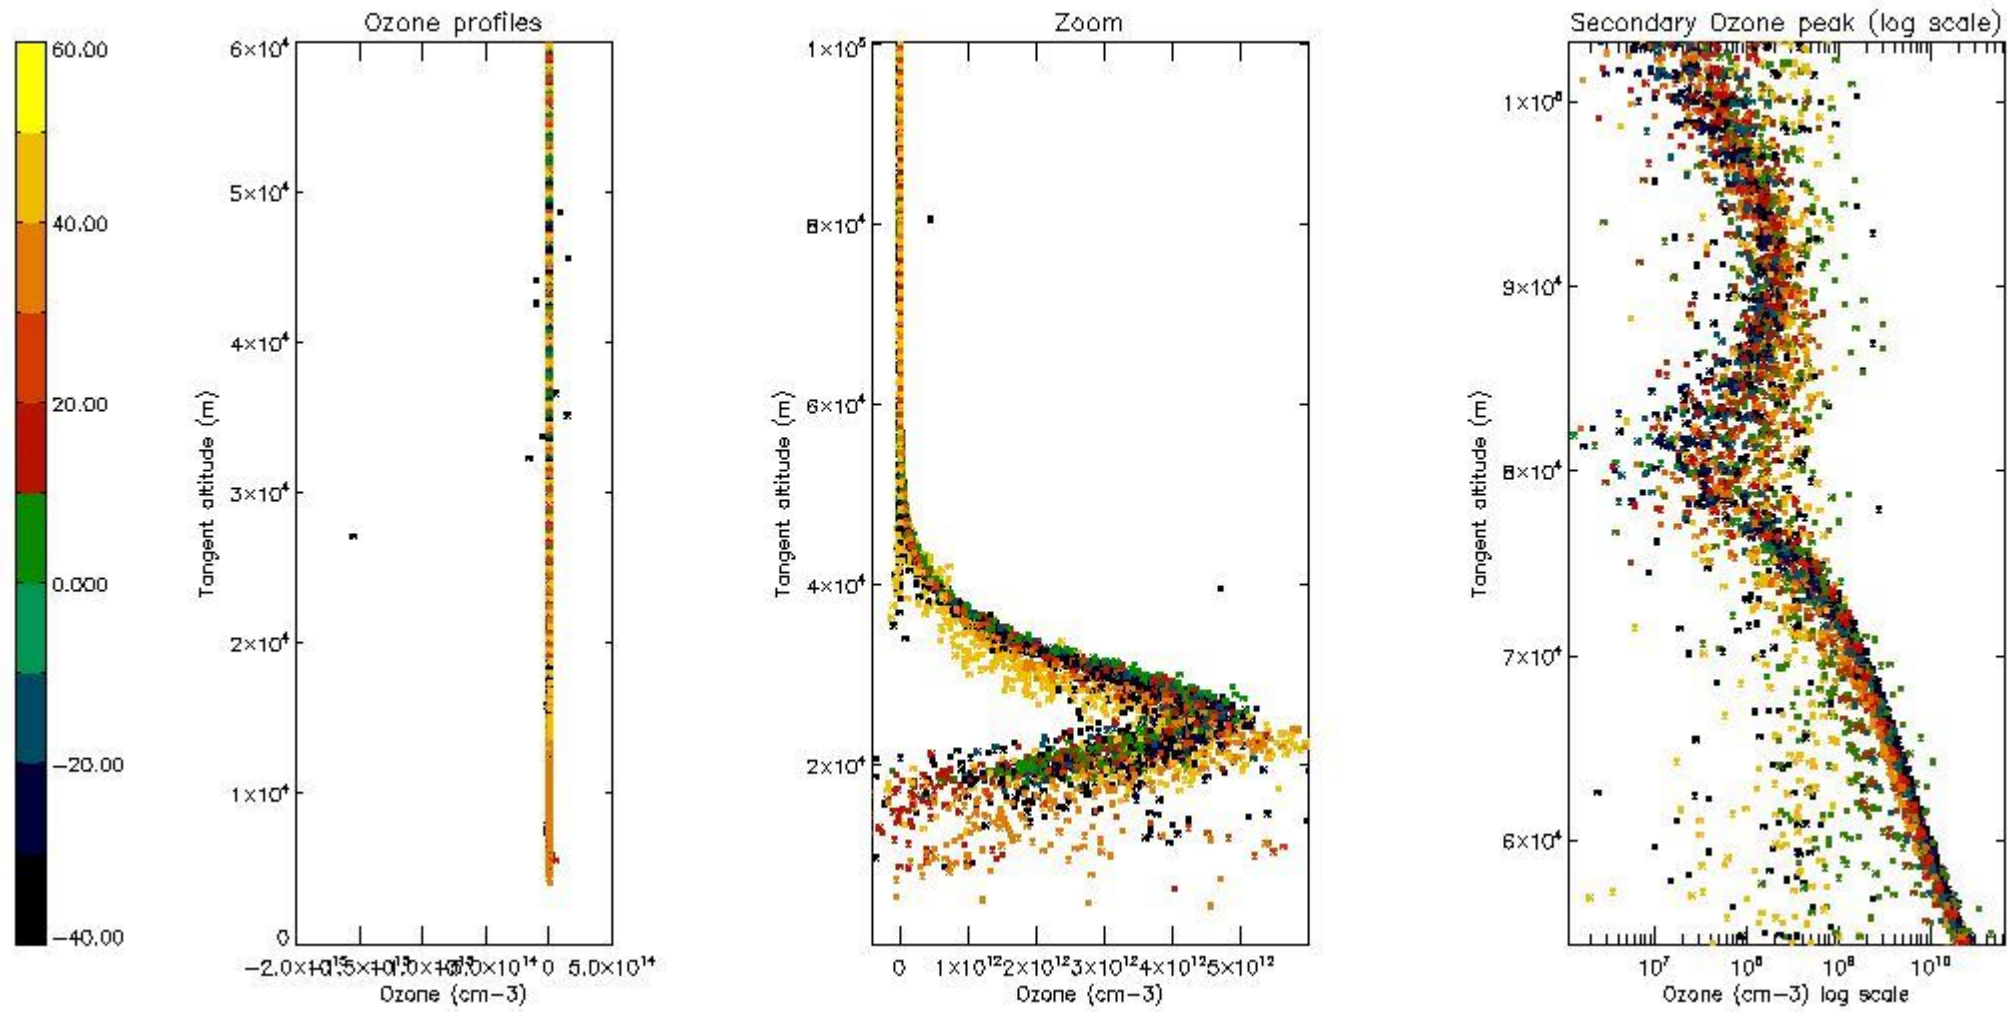 Ozone profiles
Zoom
Secondary Ozone peak (log scale)
60.00
40.00
20.00
0.000
−20.00
−40.00
6×10⁴
5×10⁴
4×10⁴
3×10⁴
2×10⁴
1×10⁴
0
Tangent altitude (m)
−2.0×10¹⁵
0
5.0×10¹⁴
Ozone (cm−3)
1×10⁵
8×10⁴
6×10⁴
4×10⁴
2×10⁴
Tangent altitude (m)
0 1×10¹² 2×10¹² 3×10¹² 4×10¹² 5×10¹²
Ozone (cm−3)
1×10⁵
9×10⁴
8×10⁴
7×10⁴
6×10⁴
Tangent altitude (m)
10⁷ 10⁸ 10⁹ 10¹⁰
Ozone (cm−3) log scale